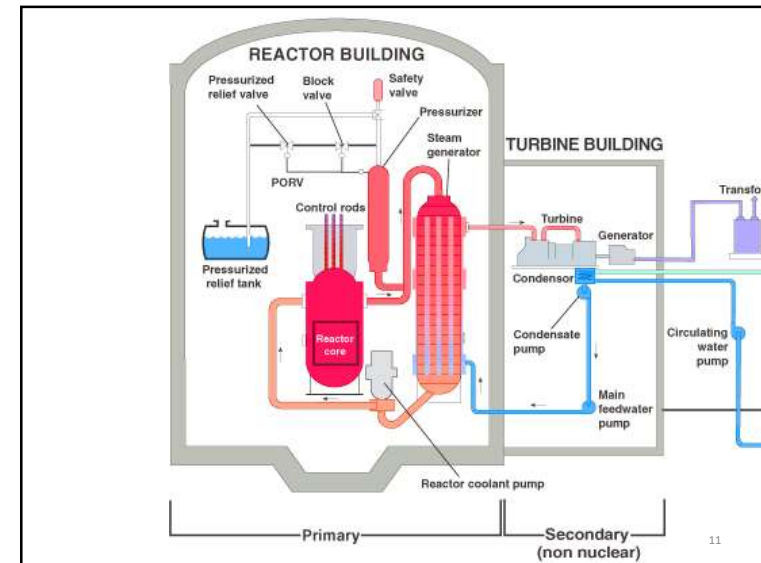 REACTOR BUILDING
Pressurized
relief valve
Block
valve
Safety
valve
Pressurizer
Steam
generator
TURBINE BUILDING
PORV
Control rods
Turbine
Generator
Transfo
Pressurized
relief tank
Condensor
Reactor
core
Condensate
pump
Circulating
water
pump
Main
feedwater
pump
Reactor coolant pump
Primary
Secondary
(non nuclear)
11